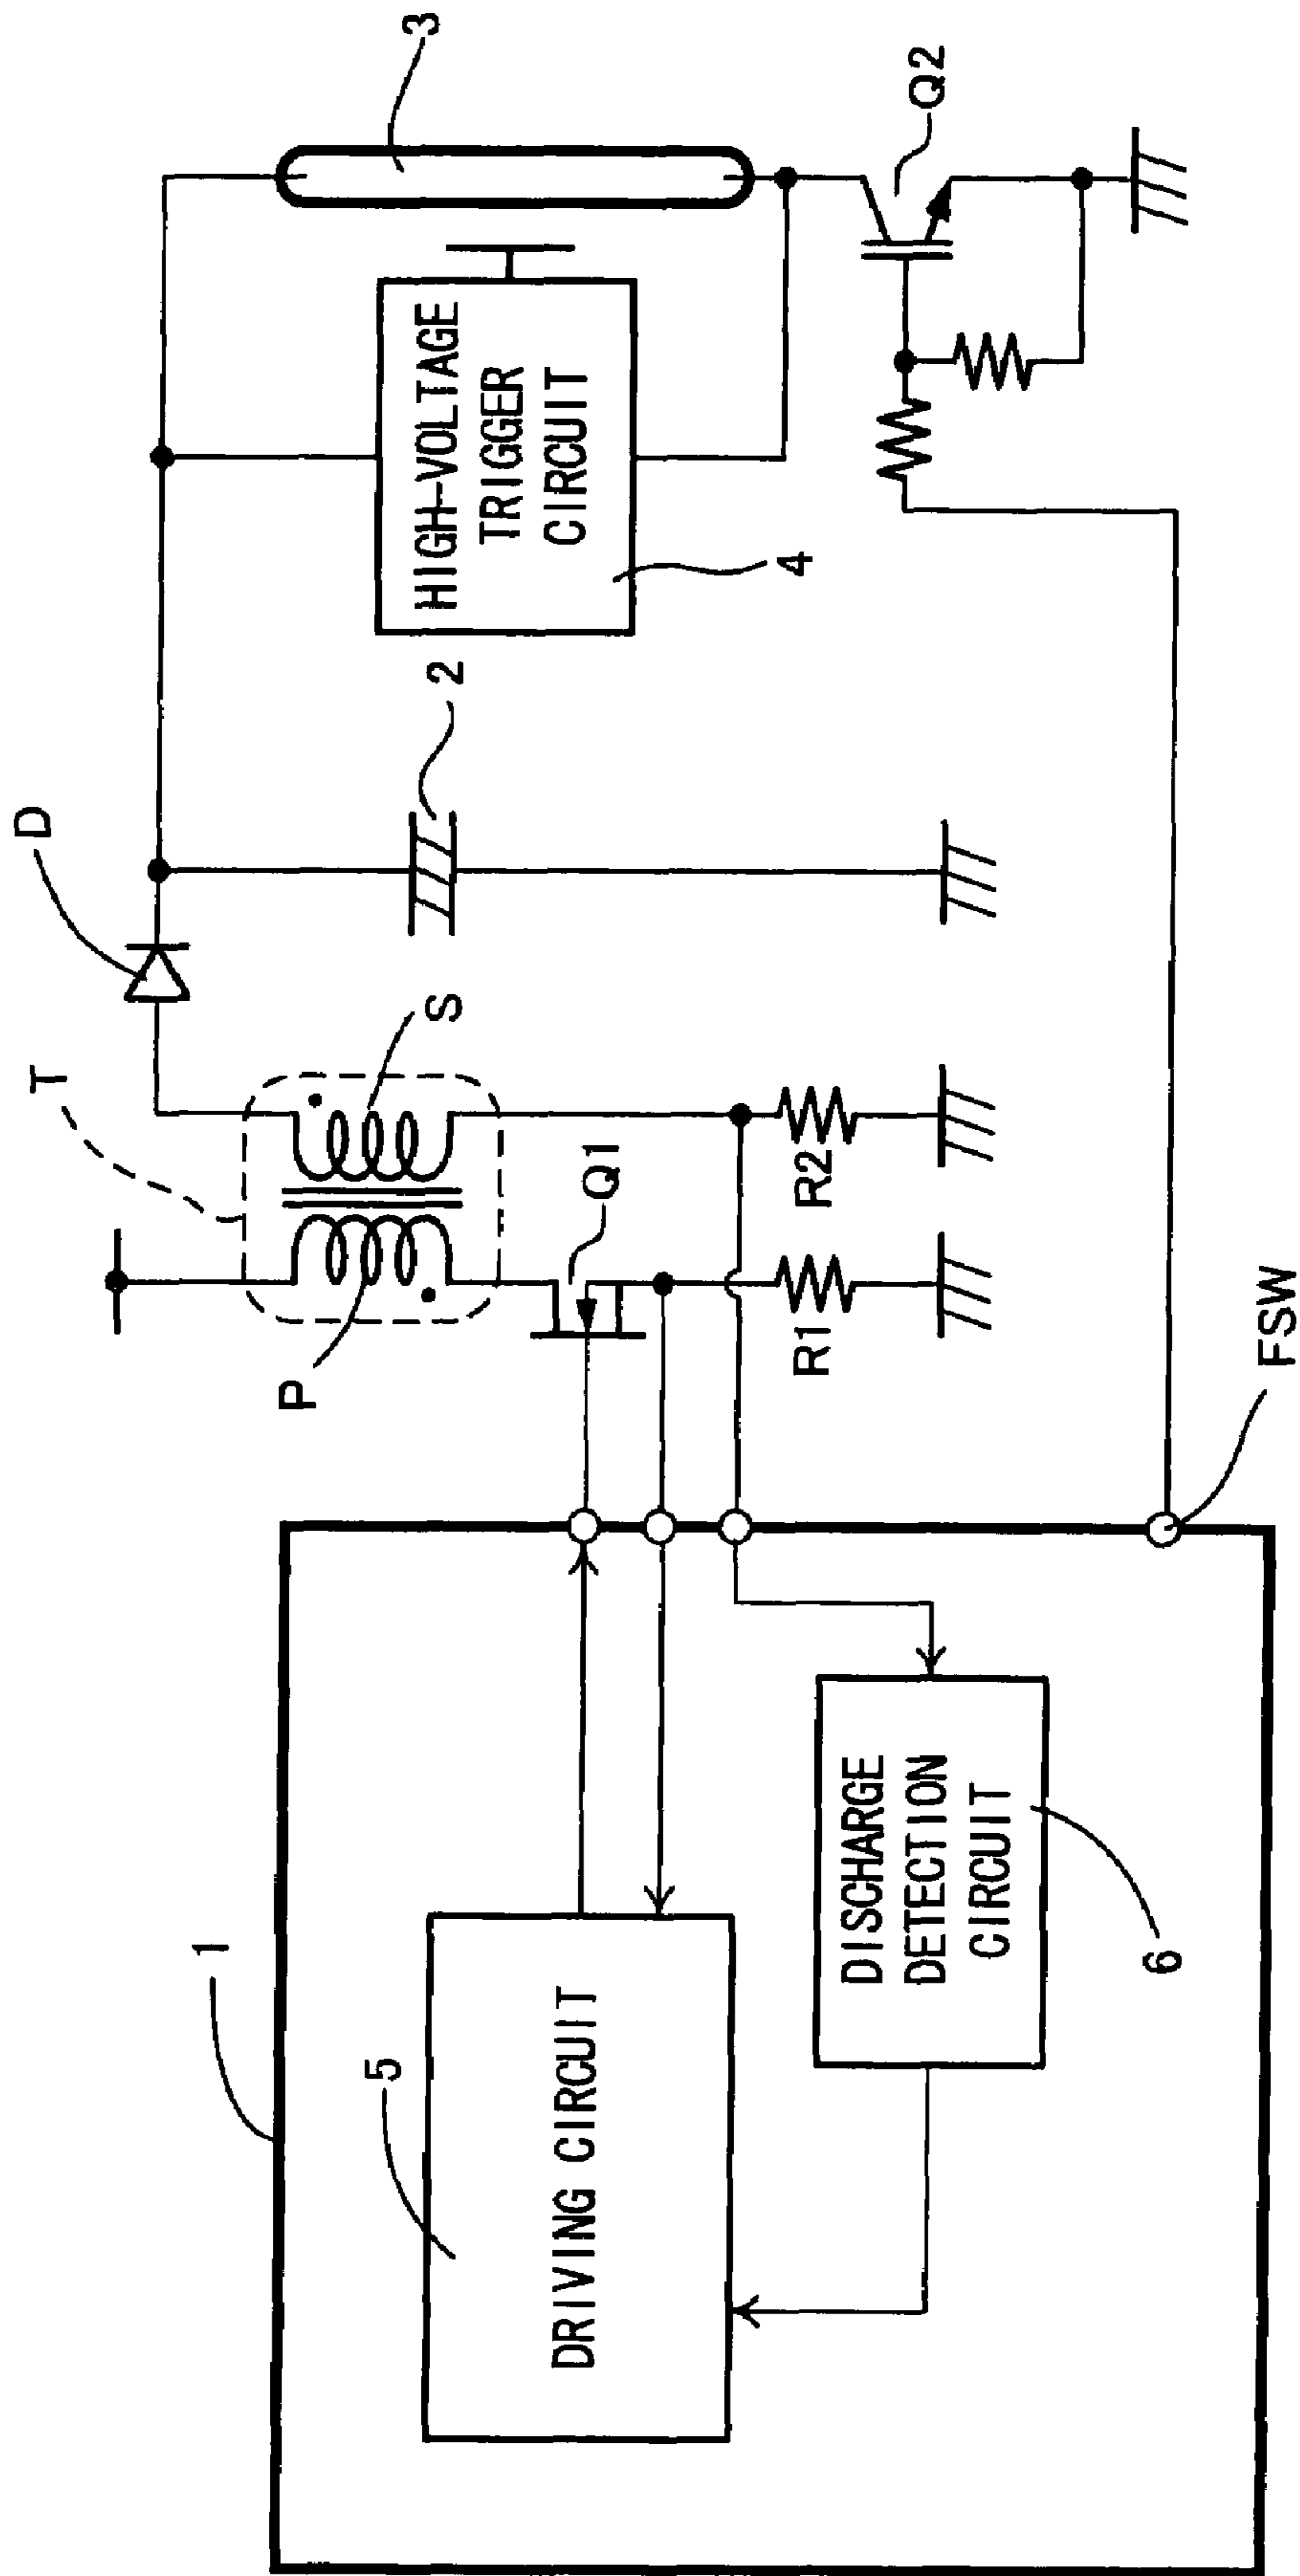 1
5
DRIVING CIRCUIT
DISCHARGE
DETECTION
CIRCUIT
6
FSW
T
P
S
Q1
R1
R2
D
2
HIGH-VOLTAGE
TRIGGER
CIRCUIT
4
3
Q2